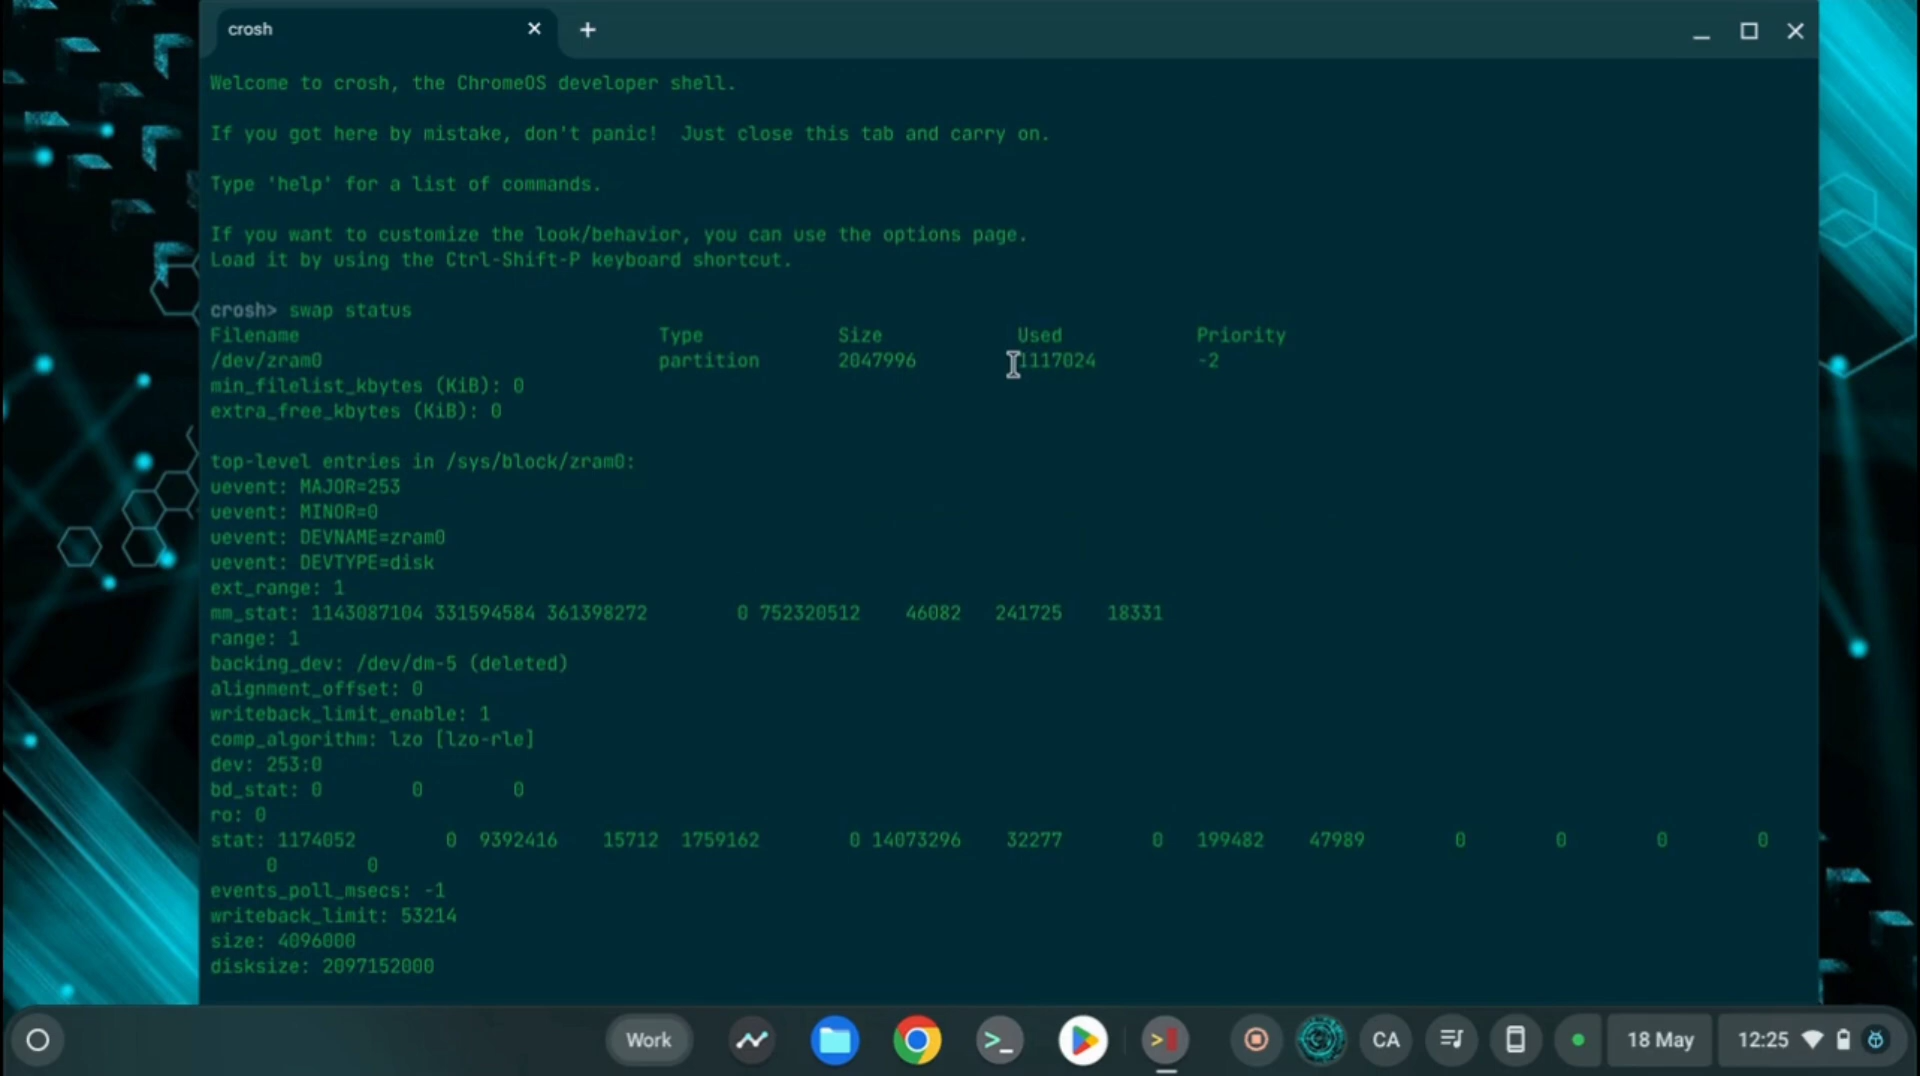 crosh
Welcome to crosh, the ChromeOS developer shell.
If you got here by mistake, don't panic!  Just close this tab and carry on.
Type 'help' for a list of commands.
If you want to customize the look/behavior, you can use the options page.
Load it by using the Ctrl-Shift-P keyboard shortcut.
crosh> swap status
Filename Type Size Used Priority
/dev/zram0 partition 2047996 1117024 -2
min_filelist_kbytes (KiB): 0
extra_free_kbytes (KiB): 0
top-level entries in /sys/block/zram0:
uevent: MAJOR=253
uevent: MINOR=0
uevent: DEVNAME=zram0
uevent: DEVTYPE=disk
ext_range: 1
mm_stat: 1143087104 331594584 361398272 0 752320512 46082 241725 18331
range: 1
backing_dev: /dev/dm-5 (deleted)
alignment_offset: 0
writeback_limit_enable: 1
comp_algorithm: lzo [lzo-rle]
dev: 253:0
bd_stat: 0 0 0
ro: 0
stat: 1174052 0 9392416 15712 1759162 0 14073296 32277 0 199482 47989 0 0 0 0
0 0
events_poll_msecs: -1
writeback_limit: 53214
size: 4096000
disksize: 2097152000
Work CA 18 May 12:25